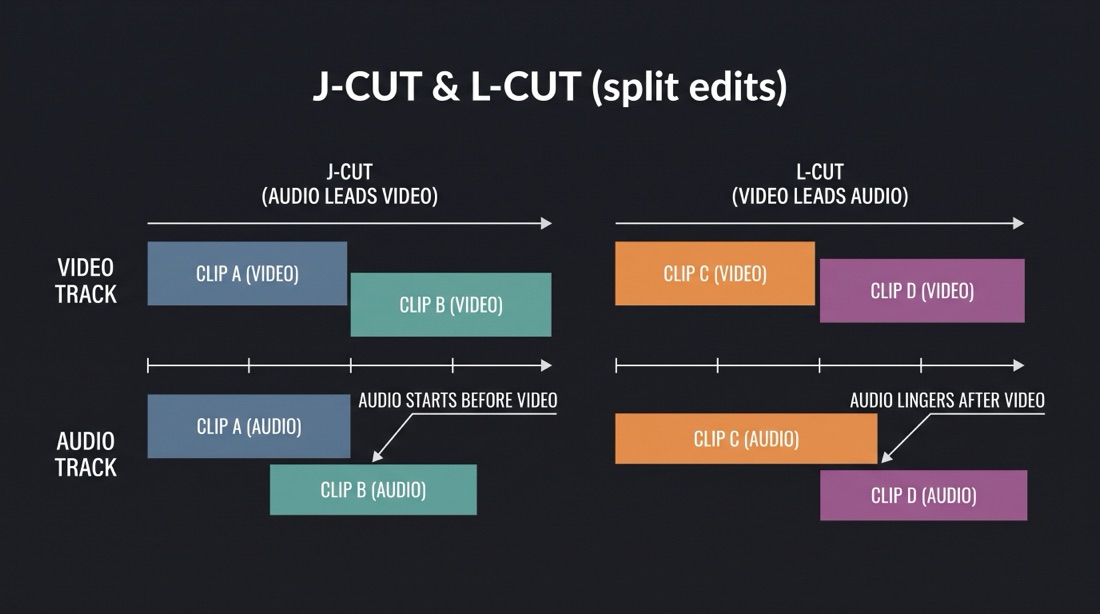 J-CUT & L-CUT (split edits)
J-CUT
(AUDIO LEADS VIDEO)
L-CUT
(VIDEO LEADS AUDIO)
VIDEO
TRACK
CLIP A (VIDEO)
CLIP B (VIDEO)
CLIP C (VIDEO)
CLIP D (VIDEO)
AUDIO
TRACK
CLIP A (AUDIO)
AUDIO STARTS BEFORE VIDEO
CLIP B (AUDIO)
AUDIO LINGERS AFTER VIDEO
CLIP C (AUDIO)
CLIP D (AUDIO)